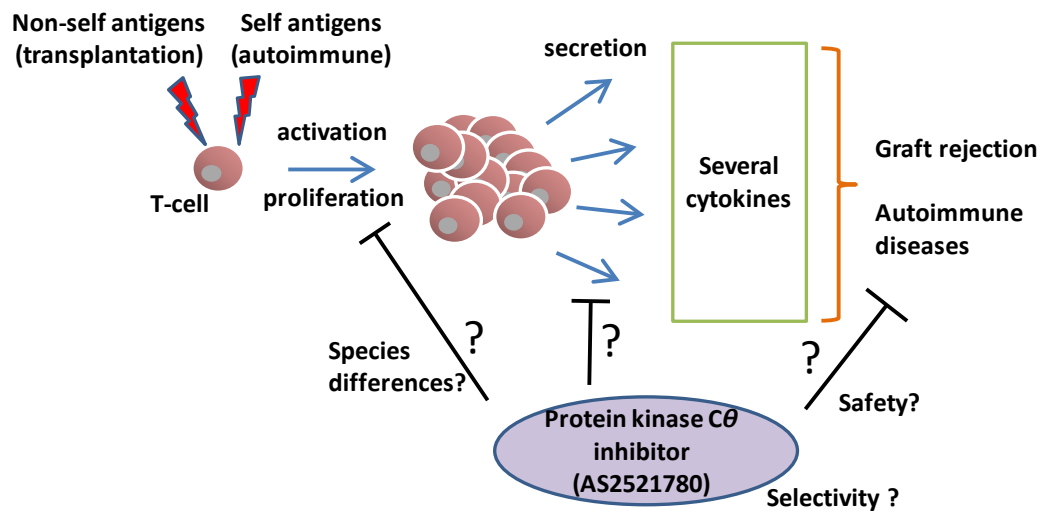 Non-self antigens
(transplantation)
Self antigens
(autoimmune)
T-cell
activation
proliferation
secretion
Several
cytokines
Graft rejection
Autoimmune
diseases
?
Species
differences?
?
?
Safety?
Protein kinase Cθ
inhibitor
(AS2521780)
Selectivity ?